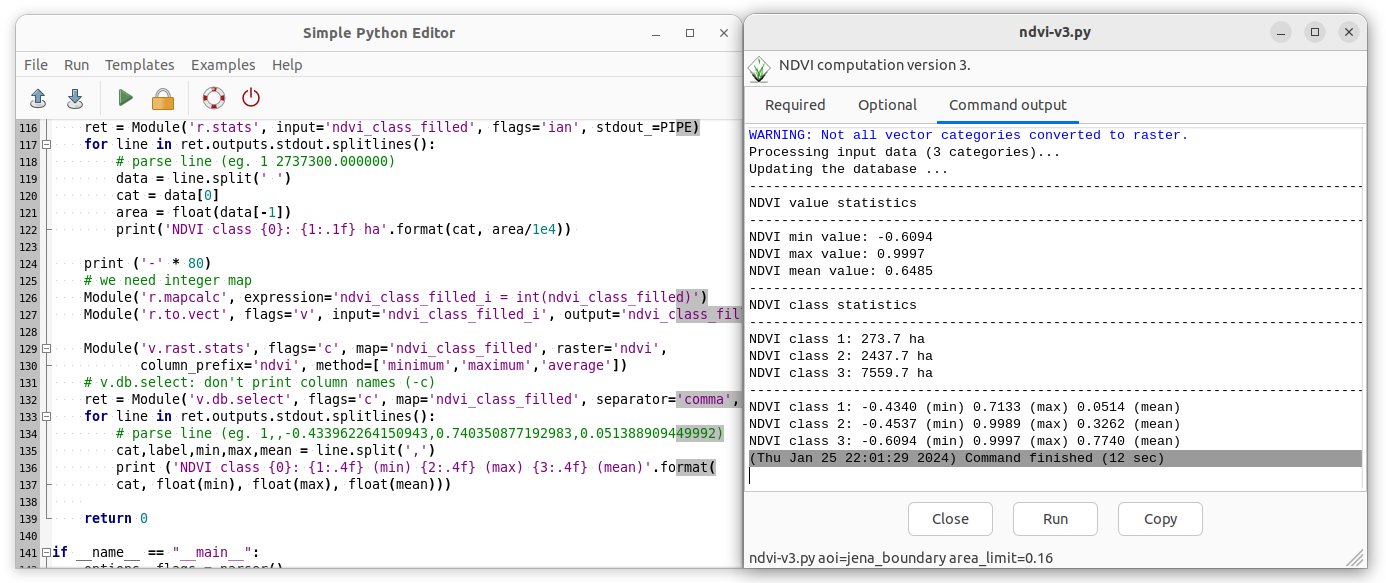 Simple Python Editor
File Run Templates Examples Help
116 ret = Module('r.stats', input='ndvi_class_filled', flags='ian', stdout_=PIPE)
117 for line in ret.outputs.stdout.splitlines():
118 # parse line (eg. 1 2737300.000000)
119 data = line.split(' ')
120 cat = data[0]
121 area = float(data[-1])
122 print('NDVI class {0}: {1:.1f} ha'.format(cat, area/1e4))
123
124 print ('-' * 80)
125 # we need integer map
126 Module('r.mapcalc', expression='ndvi_class_filled_i = int(ndvi_class_filled)')
127 Module('r.to.vect', flags='v', input='ndvi_class_filled_i', output='ndvi_class_fil
128
129 Module('v.rast.stats', flags='c', map='ndvi_class_filled', raster='ndvi',
130 column_prefix='ndvi', method=['minimum','maximum','average'])
131 # v.db.select: don't print column names (-c)
132 ret = Module('v.db.select', flags='c', map='ndvi_class_filled', separator='comma',
133 for line in ret.outputs.stdout.splitlines():
134 # parse line (eg. 1,,-0.433962264150943,0.740350877192983,0.051388909449992)
135 cat,label,min,max,mean = line.split(',')
136 print ('NDVI class {0}: {1:.4f} (min) {2:.4f} (max) {3:.4f} (mean)'.format(
137 cat, float(min), float(max), float(mean)))
138
139 return 0
140
141 if __name__ == "__main__":
142 options, flags = parser()
ndvi-v3.py
NDVI computation version 3.
Required Optional Command output
WARNING: Not all vector categories converted to raster.
Processing input data (3 categories)...
Updating the database ...
--------------------------------------------------------------------------------
NDVI value statistics
--------------------------------------------------------------------------------
NDVI min value: -0.6094
NDVI max value: 0.9997
NDVI mean value: 0.6485
--------------------------------------------------------------------------------
NDVI class statistics
--------------------------------------------------------------------------------
NDVI class 1: 273.7 ha
NDVI class 2: 2437.7 ha
NDVI class 3: 7559.7 ha
--------------------------------------------------------------------------------
NDVI class 1: -0.4340 (min) 0.7133 (max) 0.0514 (mean)
NDVI class 2: -0.4537 (min) 0.9989 (max) 0.3262 (mean)
NDVI class 3: -0.6094 (min) 0.9997 (max) 0.7740 (mean)
(Thu Jan 25 22:01:29 2024) Command finished (12 sec)
Close Run Copy
ndvi-v3.py aoi=jena_boundary area_limit=0.16